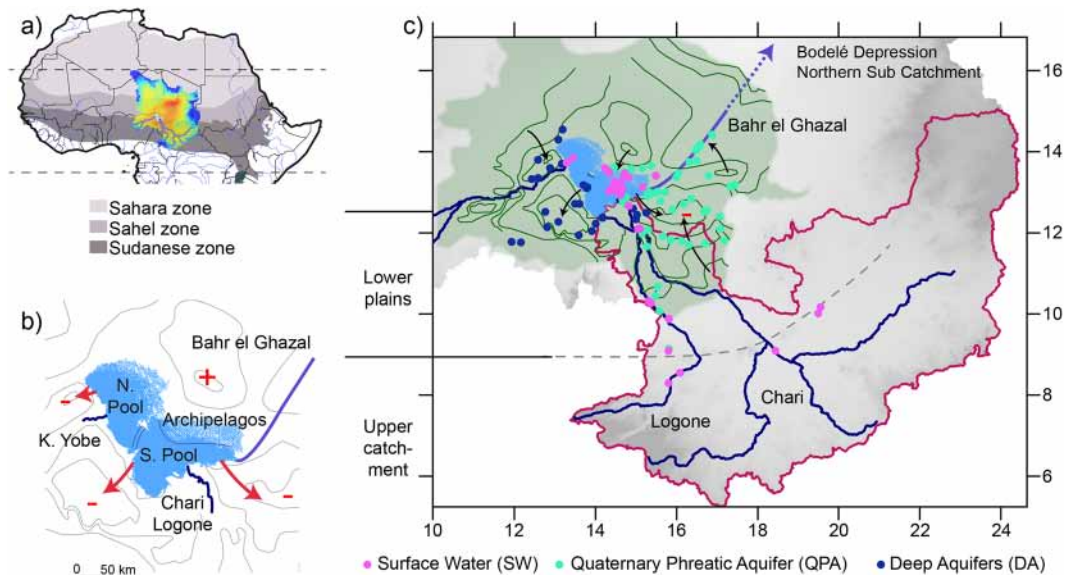 a)
Sahara zone
Sahel zone
Sudanese zone
b)
Bahr el Ghazal
+
N.
Pool
-
Archipelagos
K. Yobe
S. Pool
-
-
Chari
Logone
0 50 km
c)
Bodelé Depression
Northern Sub Catchment
Bahr el Ghazal
-
Lower
plains
Upper
catch-
ment
Logone
Chari
16
14
12
10
8
6
10 12 14 16 18 20 22 24
Surface Water (SW) Quaternary Phreatic Aquifer (QPA) Deep Aquifers (DA)